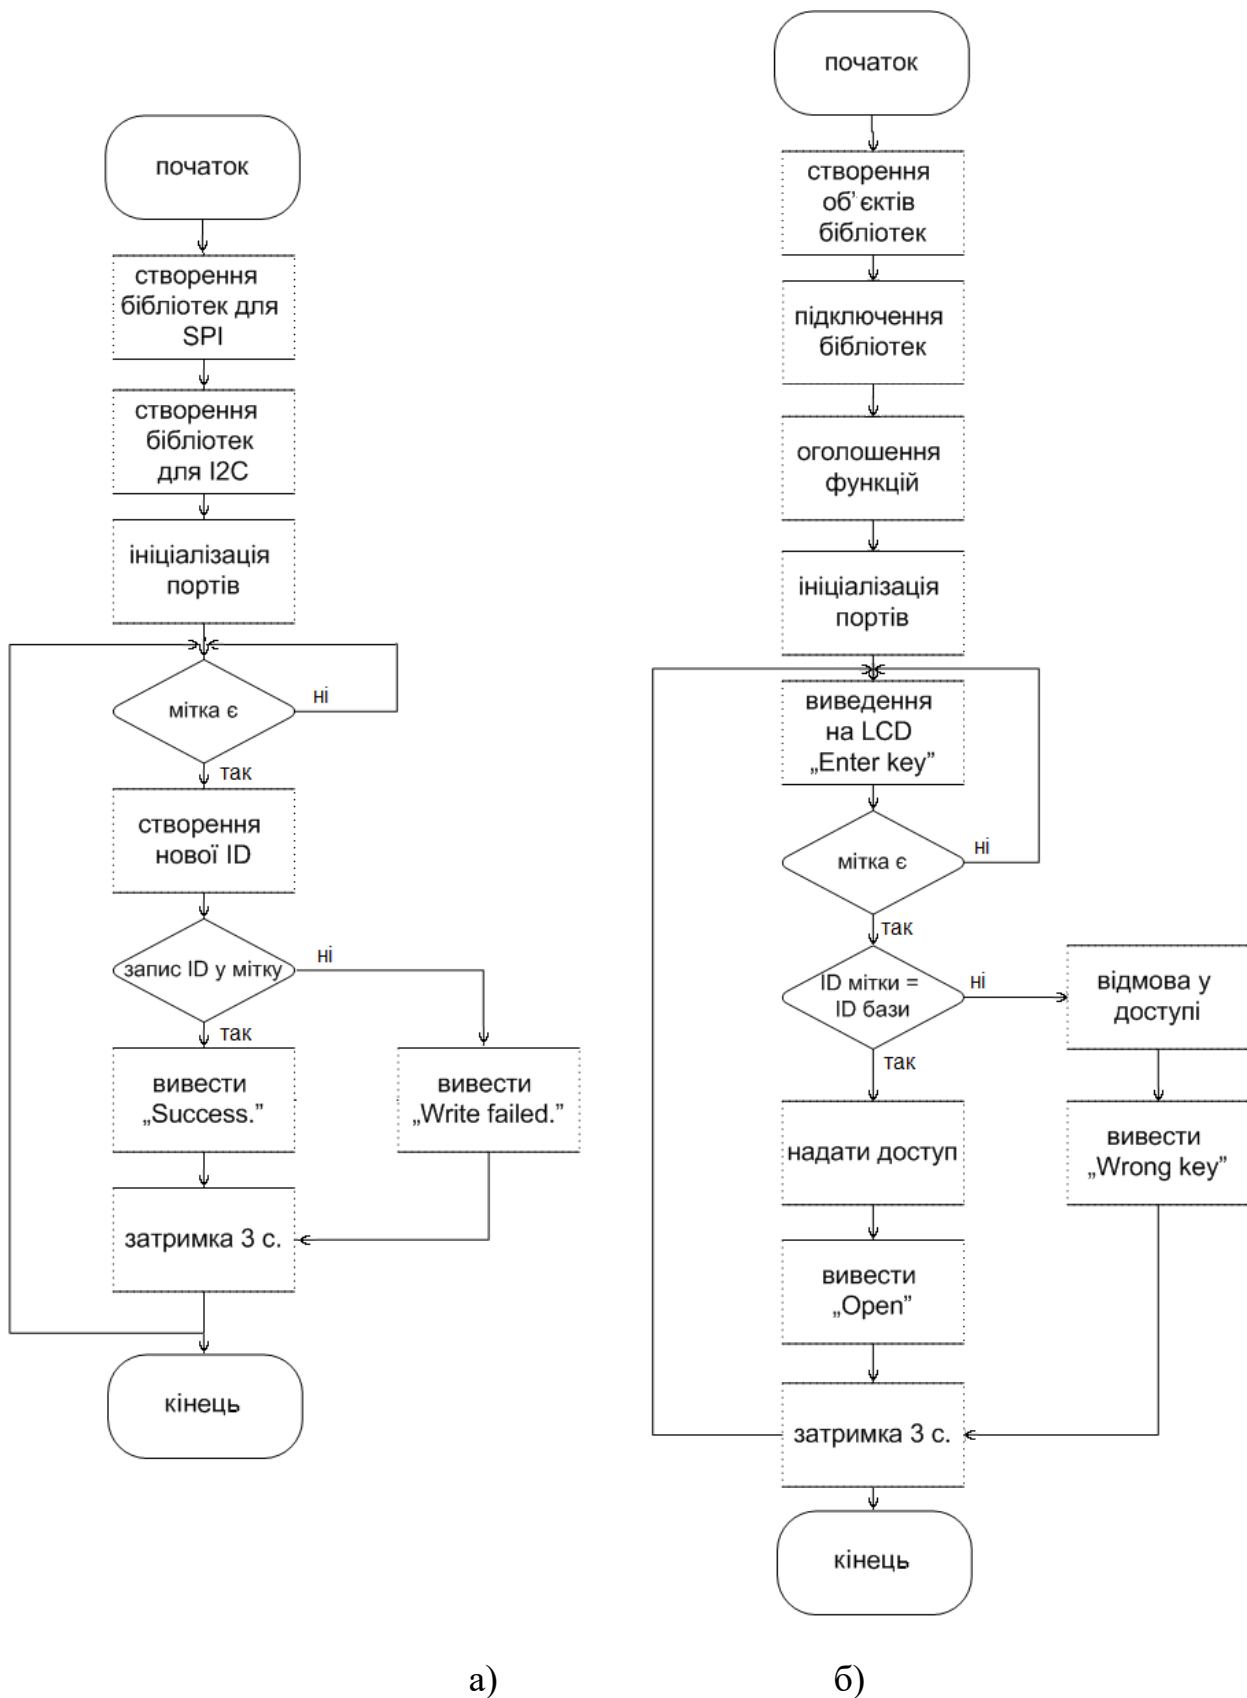 початок
створення
бібліотек для
SPI
створення
бібліотек
для I2C
ініціалізація
портів
мітка є
ні
так
створення
нової ID
запис ID у мітку
ні
так
вивести
„Success.”
вивести
„Write failed.”
затримка 3 с.
кінець
а)
початок
створення
об'єктів
бібліотек
підключення
бібліотек
оголошення
функцій
ініціалізація
портів
виведення
на LCD
„Enter key”
мітка є
ні
так
ID мітки =
ID бази
ні
так
відмова у
доступі
надати доступ
вивести
„Wrong key”
вивести
„Open”
затримка 3 с.
кінець
б)